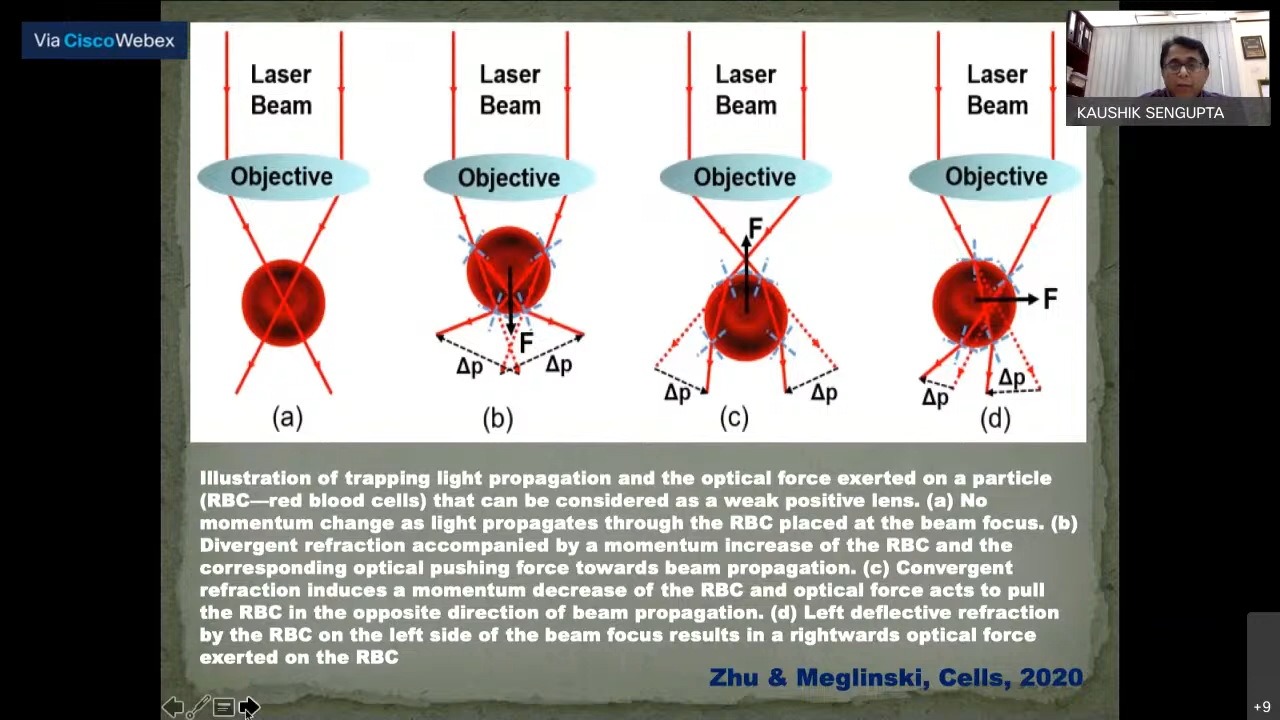 Via CiscoWebex
KAUSHIK SENGUPTA
Laser
Beam
Objective
(a)
Laser
Beam
Objective
F
Δp
Δp
(b)
Laser
Beam
Objective
F
Δp
Δp
(c)
Laser
Beam
Objective
F
Δp
Δp
(d)
Illustration of trapping light propagation and the optical force exerted on a particle
(RBC—red blood cells) that can be considered as a weak positive lens. (a) No
momentum change as light propagates through the RBC placed at the beam focus. (b)
Divergent refraction accompanied by a momentum increase of the RBC and the
corresponding optical pushing force towards beam propagation. (c) Convergent
refraction induces a momentum decrease of the RBC and optical force acts to pull
the RBC in the opposite direction of beam propagation. (d) Left deflective refraction
by the RBC on the left side of the beam focus results in a rightwards optical force
exerted on the RBC
Zhu & Meglinski, Cells, 2020
+9